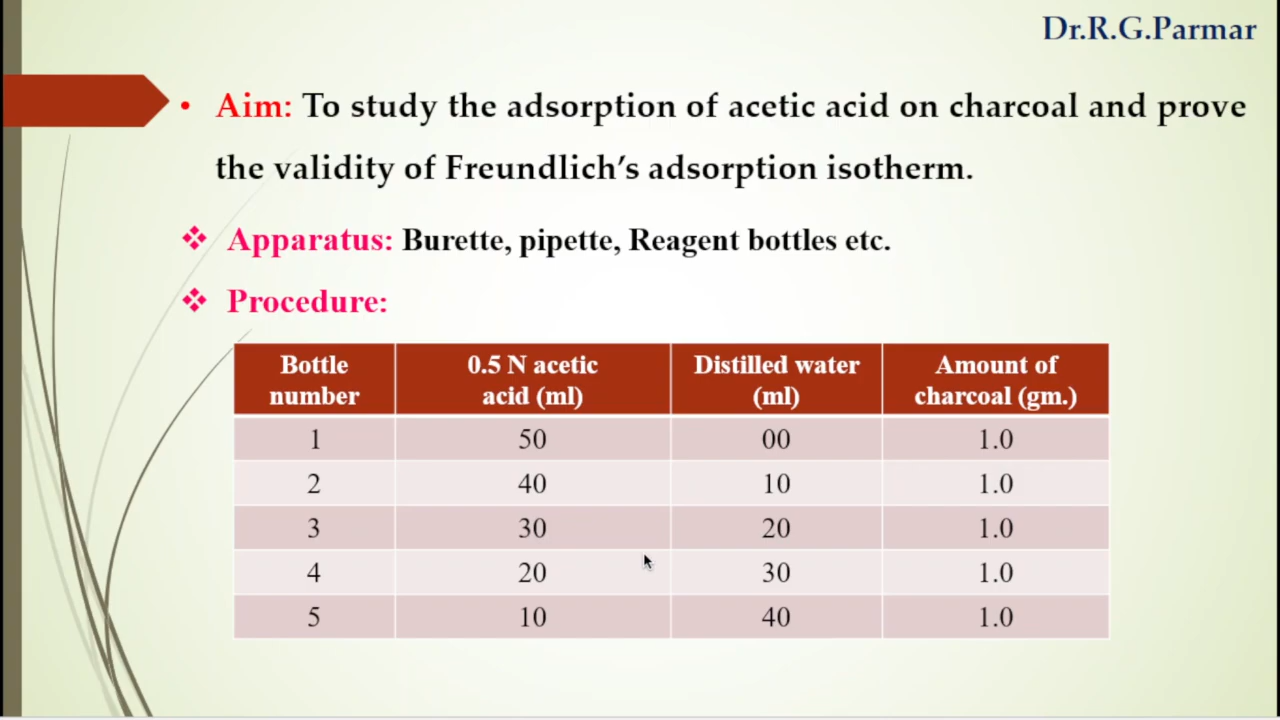 Dr.R.G.Parmar
• Aim: To study the adsorption of acetic acid on charcoal and prove
the validity of Freundlich's adsorption isotherm.
❖ Apparatus: Burette, pipette, Reagent bottles etc.
❖ Procedure:
Bottle number | 0.5 N acetic acid (ml) | Distilled water (ml) | Amount of charcoal (gm.)
1 | 50 | 00 | 1.0
2 | 40 | 10 | 1.0
3 | 30 | 20 | 1.0
4 | 20 | 30 | 1.0
5 | 10 | 40 | 1.0